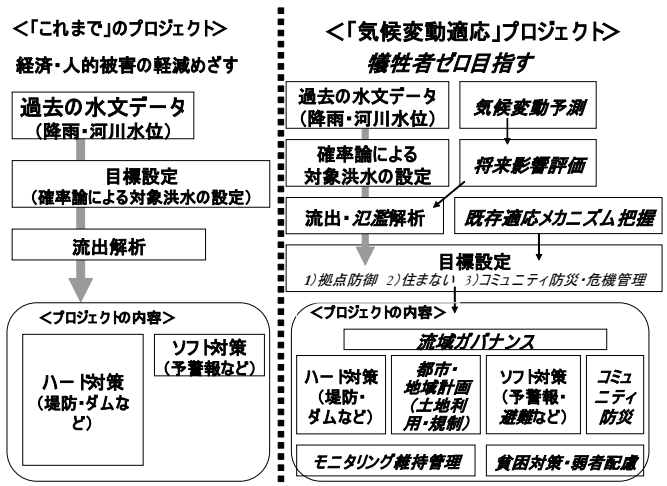 ＜「これまで」のプロジェクト＞
経済・人的被害の軽減めざす
過去の水文データ
（降雨・河川水位）
目標設定
（確率論による対象洪水の設定）
流出解析
＜プロジェクトの内容＞
ハード対策
（堤防・ダムな
ど）
ソフト対策
（予警報など）
＜「気候変動適応」プロジェクト＞
犠牲者ゼロ目指す
過去の水文データ
（降雨・河川水位）
気候変動予測
確率論による
対象洪水の設定
将来影響評価
流出・氾濫解析
既存適応メカニズム把握
目標設定
1）拠点防御 2）住まない 3）コミュニティ防災・危機管理
＜プロジェクトの内容＞
流域ガバナンス
ハード対策
（堤防・
ダムなど）
都市・
地域計画
（土地利
用・規制）
ソフト対策
（予警報・
避難など）
コミュ
ニティ
防災
モニタリング維持管理
貧困対策・弱者配慮